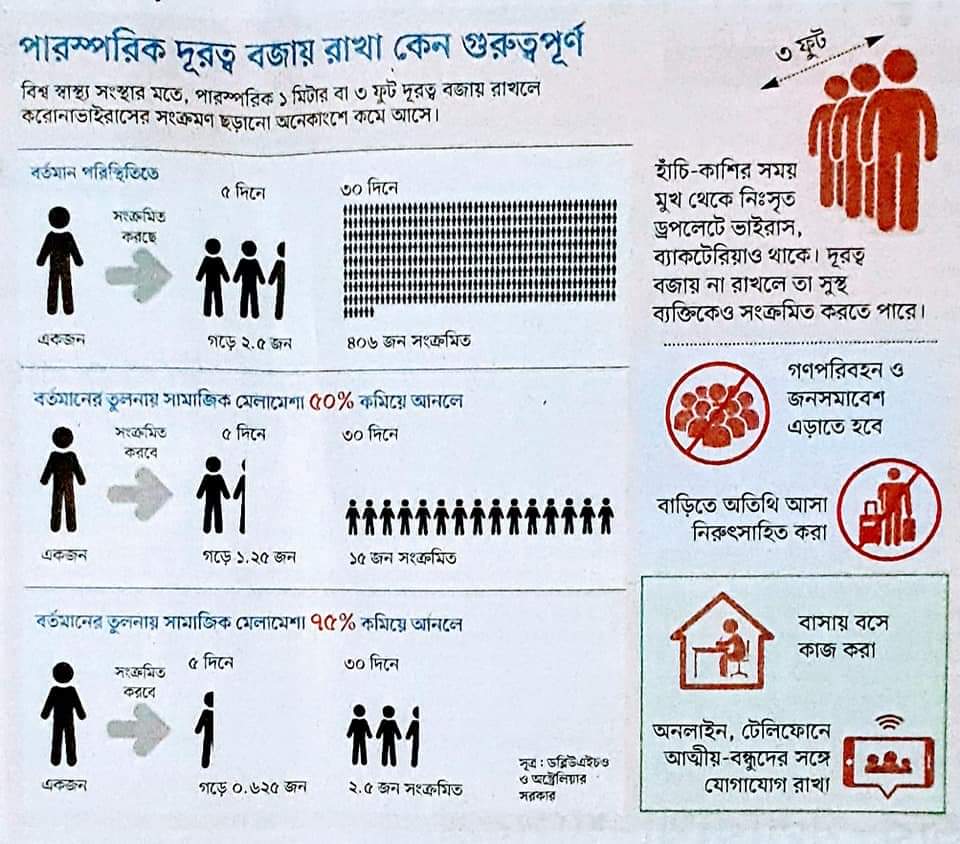 পারস্পরিক দূরত্ব বজায় রাখা কেন গুরুত্বপূর্ণ
বিশ্ব স্বাস্থ্য সংস্থার মতে, পারস্পরিক ১ মিটার বা ৩ ফুট দূরত্ব বজায় রাখলে
করোনাভাইরাসের সংক্রমণ ছড়ানো অনেকাংশে কমে আসে।
বর্তমান পরিস্থিতিতে
সংক্রমিত
করছে
৫ দিনে
৩০ দিনে
একজন
গড়ে ২.৫ জন
৪০৬ জন সংক্রমিত
বর্তমানের তুলনায় সামাজিক মেলামেশা ৫০% কমিয়ে আনলে
সংক্রমিত
করবে
৫ দিনে
৩০ দিনে
একজন
গড়ে ১.২৫ জন
১৫ জন সংক্রমিত
বর্তমানের তুলনায় সামাজিক মেলামেশা ৭৫% কমিয়ে আনলে
সংক্রমিত
করবে
৫ দিনে
৩০ দিনে
একজন
গড়ে ০.৬২৫ জন
২.৫ জন সংক্রমিত
সূত্র : ডব্লিউএইচও
ও অস্ট্রেলিয়ার
সরকার
৩ ফুট
হাঁচি-কাশির সময়
মুখ থেকে নিঃসৃত
ড্রপলেটে ভাইরাস,
ব্যাকটেরিয়াও থাকে। দূরত্ব
বজায় না রাখলে তা সুস্থ
ব্যক্তিকেও সংক্রমিত করতে পারে।
গণপরিবহন ও
জনসমাবেশ
এড়াতে হবে
বাড়িতে অতিথি আসা
নিরুৎসাহিত করা
বাসায় বসে
কাজ করা
অনলাইন, টেলিফোনে
আত্মীয়-বন্ধুদের সঙ্গে
যোগাযোগ রাখা